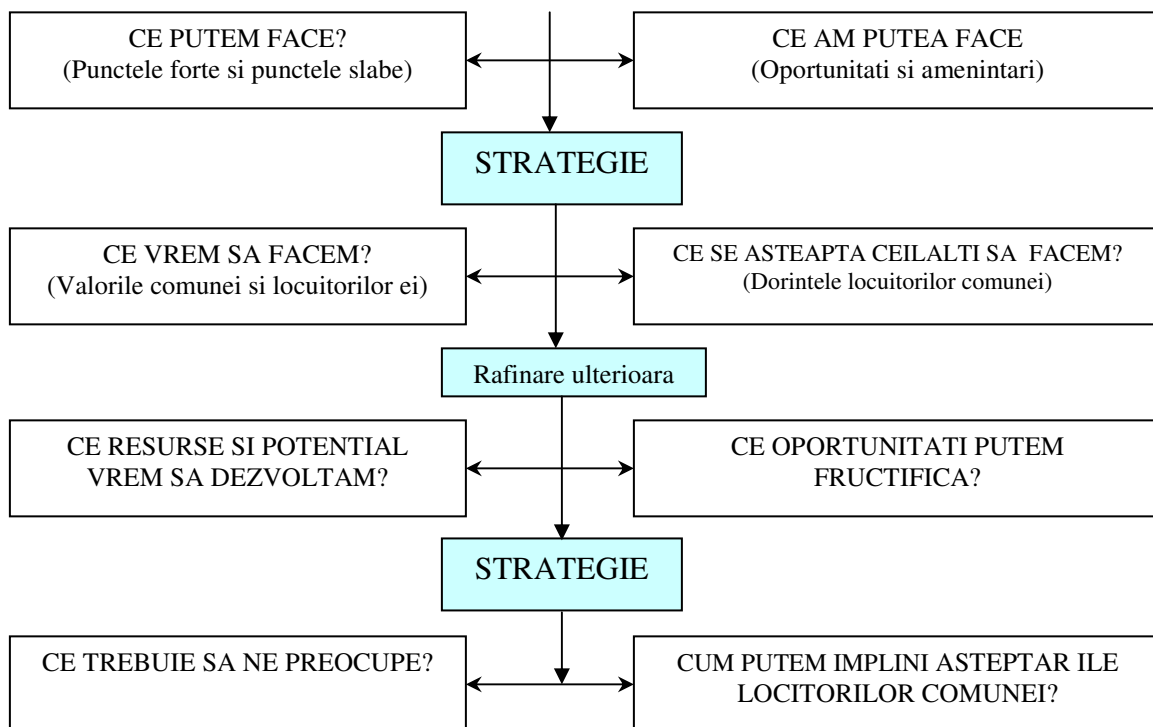 CE PUTEM FACE?
(Punctele forte si punctele slabe)
CE AM PUTEA FACE
(Oportunitati si amenintari)
STRATEGIE
CE VREM SA FACEM?
(Valorile comunei si locuitorilor ei)
CE SE ASTEAPTA CEILALTI SA FACEM?
(Dorintele locuitorilor comunei)
Rafinare ulterioara
CE RESURSE SI POTENTIAL
VREM SA DEZVOLTAM?
CE OPORTUNITATI PUTEM
FRUCTIFICA?
STRATEGIE
CE TREBUIE SA NE PREOCUPE?
CUM PUTEM IMPLINI ASTEPTAR ILE
LOCITORILOR COMUNEI?